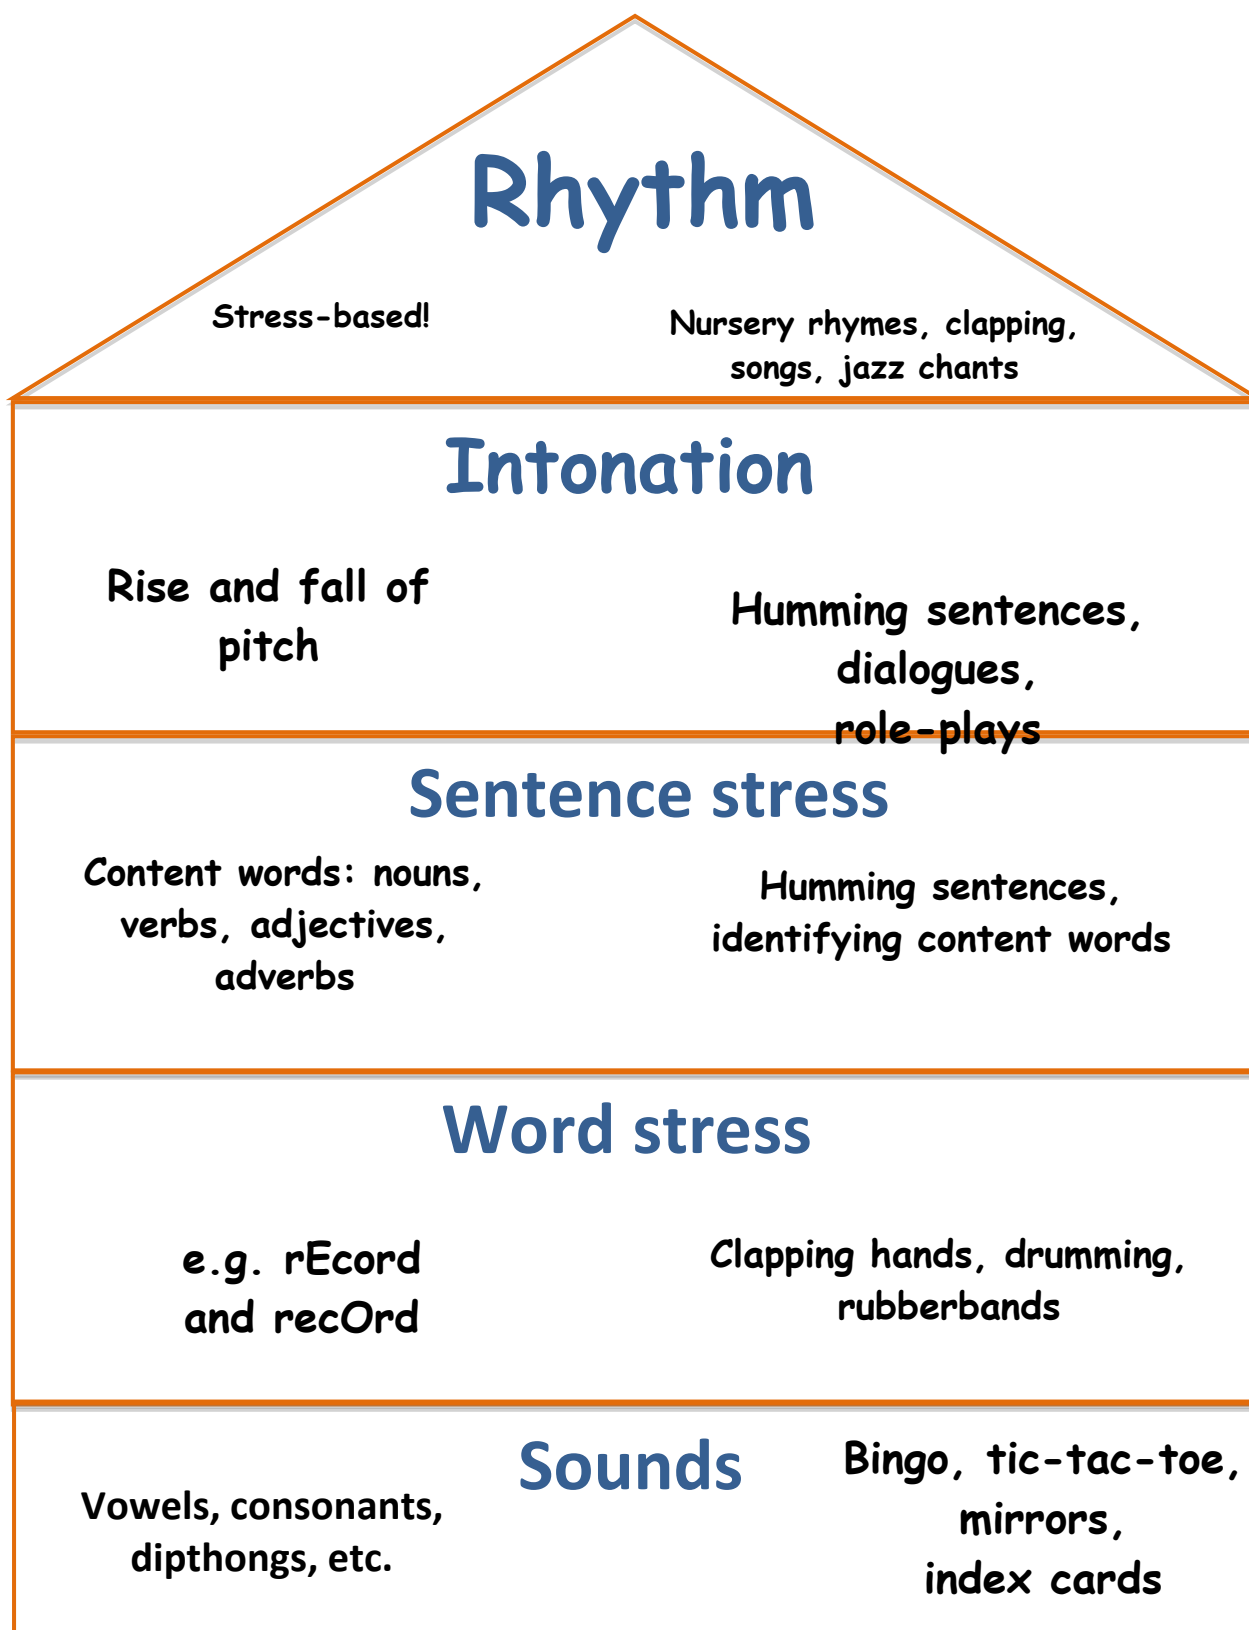 Rhythm
Stress-based!
Nursery rhymes, clapping,
songs, jazz chants
Intonation
Rise and fall of
pitch
Humming sentences,
dialogues,
role-plays
Sentence stress
Content words: nouns,
verbs, adjectives,
adverbs
Humming sentences,
identifying content words
Word stress
e.g. rEcord
and recOrd
Clapping hands, drumming,
rubberbands
Sounds
Vowels, consonants,
dipthongs, etc.
Bingo, tic-tac-toe,
mirrors,
index cards